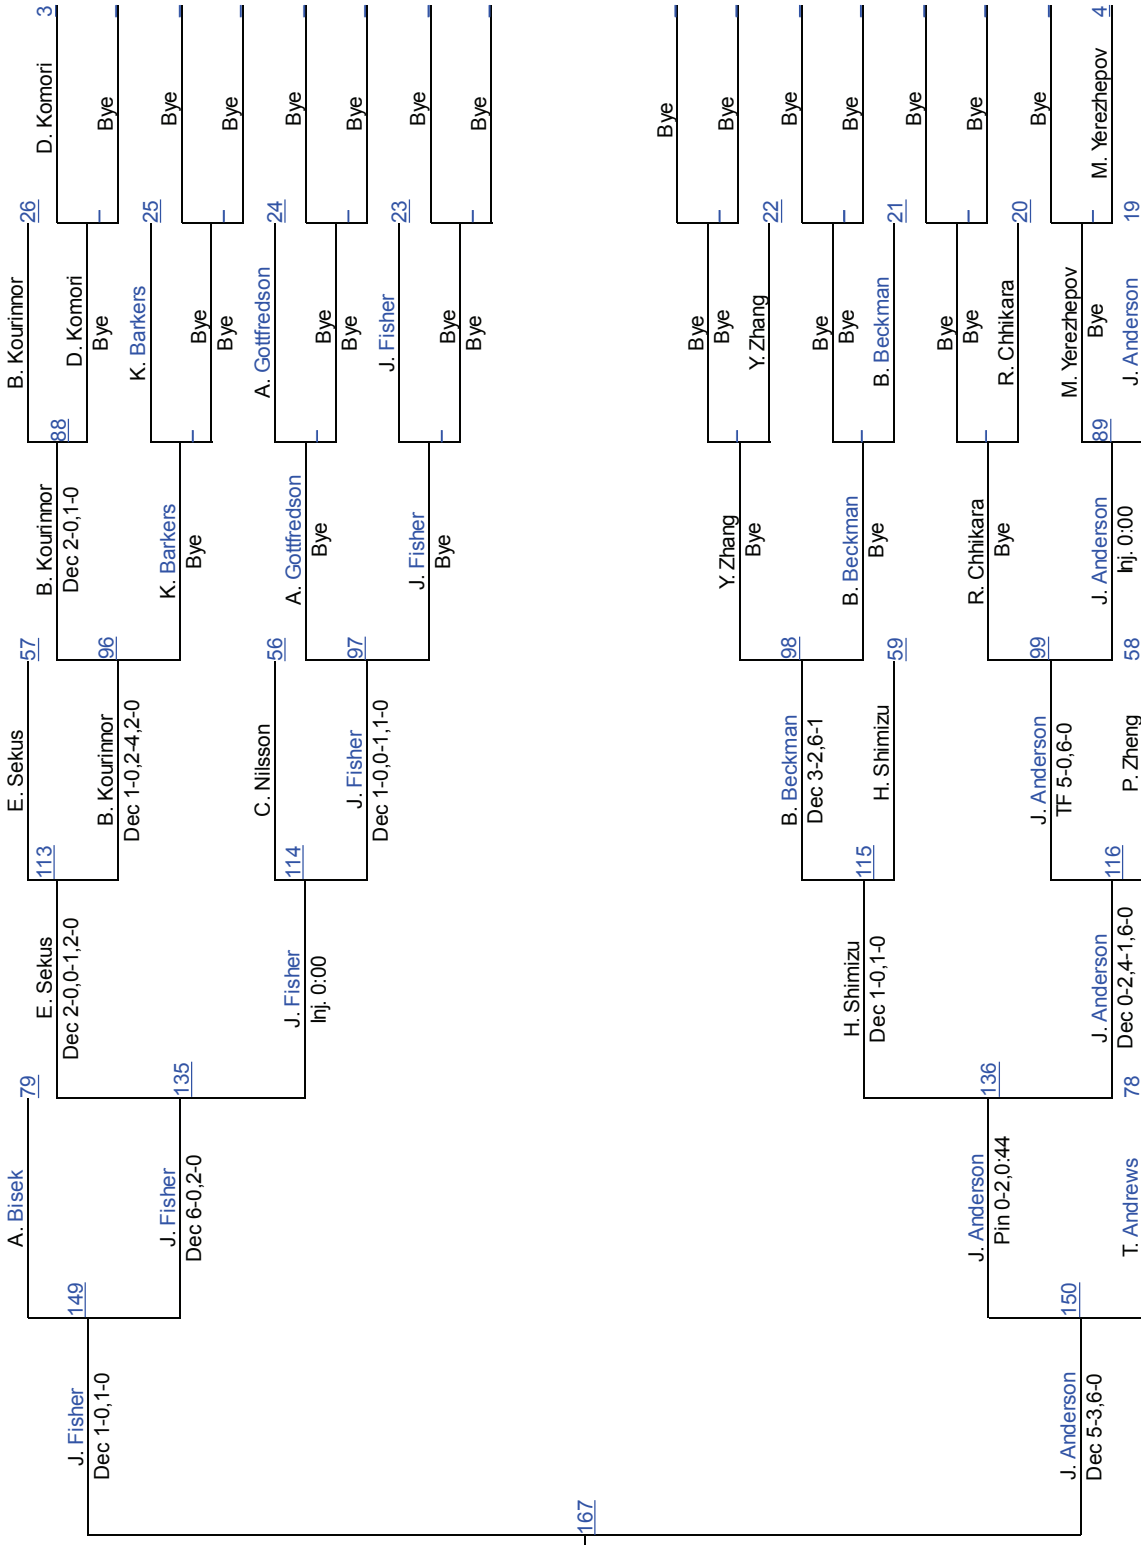 3
D. Komori
Bye
Bye
Bye
Bye
Bye
Bye
Bye
Bye
Bye
Bye
Bye
Bye
Bye
Bye
M. Yerezhepov
4
B. Kourinnor
26
D. Komori
Bye
K. Barkers
25
Bye
Bye
A. Gottfredson
24
Bye
Bye
J. Fisher
23
Bye
Bye
Bye
Bye
Y. Zhang
22
Bye
Bye
B. Beckman
21
Bye
Bye
R. Chhikara
20
M. Yerezhepov
Bye
J. Anderson
19
88
B. Kourinnor
Dec 2-0,1-0
K. Barkers
Bye
A. Gottfredson
Bye
J. Fisher
Bye
Y. Zhang
Bye
B. Beckman
Bye
R. Chhikara
Bye
89
J. Anderson
Inj. 0:00
E. Sekus
57
96
B. Kourinnor
Dec 1-0,2-4,2-0
C. Nilsson
56
97
J. Fisher
Dec 1-0,0-1,1-0
98
B. Beckman
Dec 3-2,6-1
H. Shimizu
59
99
J. Anderson
TF 5-0,6-0
P. Zheng
58
113
E. Sekus
Dec 2-0,0-1,2-0
114
J. Fisher
Inj. 0:00
115
H. Shimizu
Dec 1-0,1-0
116
J. Anderson
Dec 0-2,4-1,6-0
A. Bisek
79
135
J. Fisher
Dec 6-0,2-0
136
J. Anderson
Pin 0-2,0:44
T. Andrews
78
149
J. Fisher
Dec 1-0,1-0
150
J. Anderson
Dec 5-3,6-0
167